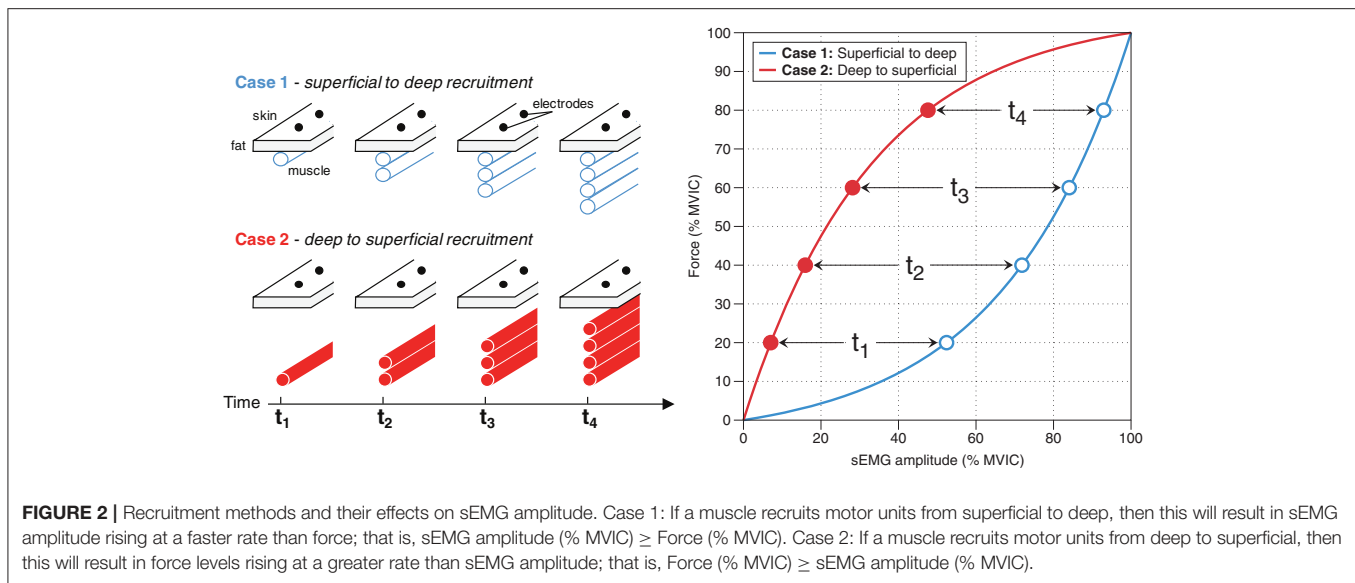 Case 1 - superficial to deep recruitment
skin
electrodes
fat
muscle
Case 2 - deep to superficial recruitment
Time
t1
t2
t3
t4
Case 1: Superficial to deep
Case 2: Deep to superficial
Force (% MVIC)
100
90
80
70
60
50
40
30
20
10
0
t4
t3
t2
t1
0 20 40 60 80 100
sEMG amplitude (% MVIC)
FIGURE 2 | Recruitment methods and their effects on sEMG amplitude. Case 1: If a muscle recruits motor units from superficial to deep, then this will result in sEMG
amplitude rising at a faster rate than force; that is, sEMG amplitude (% MVIC) ≥ Force (% MVIC). Case 2: If a muscle recruits motor units from deep to superficial, then
this will result in force levels rising at a greater rate than sEMG amplitude; that is, Force (% MVIC) ≥ sEMG amplitude (% MVIC).